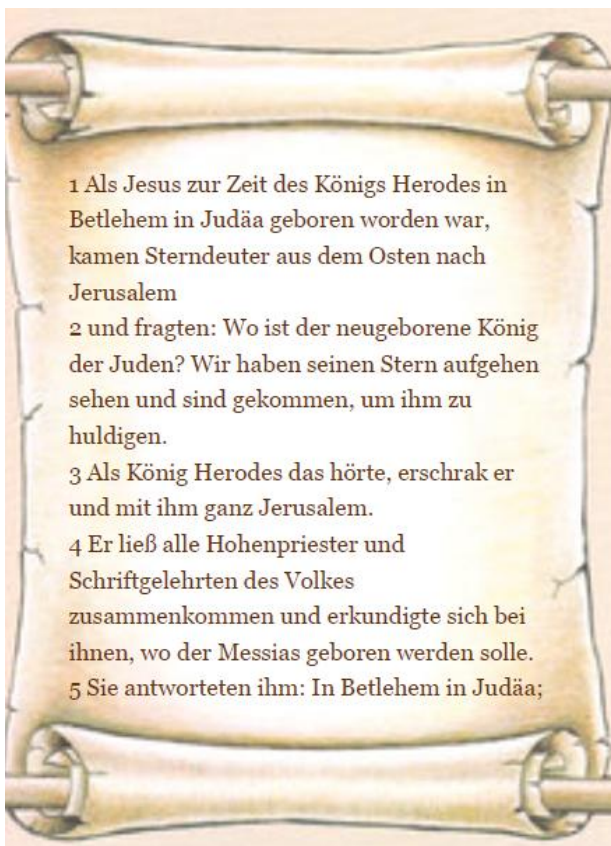 1 Als Jesus zur Zeit des Königs Herodes in
Betlehem in Judäa geboren worden war,
kamen Sterndeuter aus dem Osten nach
Jerusalem
2 und fragten: Wo ist der neugeborene König
der Juden? Wir haben seinen Stern aufgehen
sehen und sind gekommen, um ihm zu
huldigen.
3 Als König Herodes das hörte, erschrak er
und mit ihm ganz Jerusalem.
4 Er ließ alle Hohenpriester und
Schriftgelehrten des Volkes
zusammenkommen und erkundigte sich bei
ihnen, wo der Messias geboren werden solle.
5 Sie antworteten ihm: In Betlehem in Judäa;